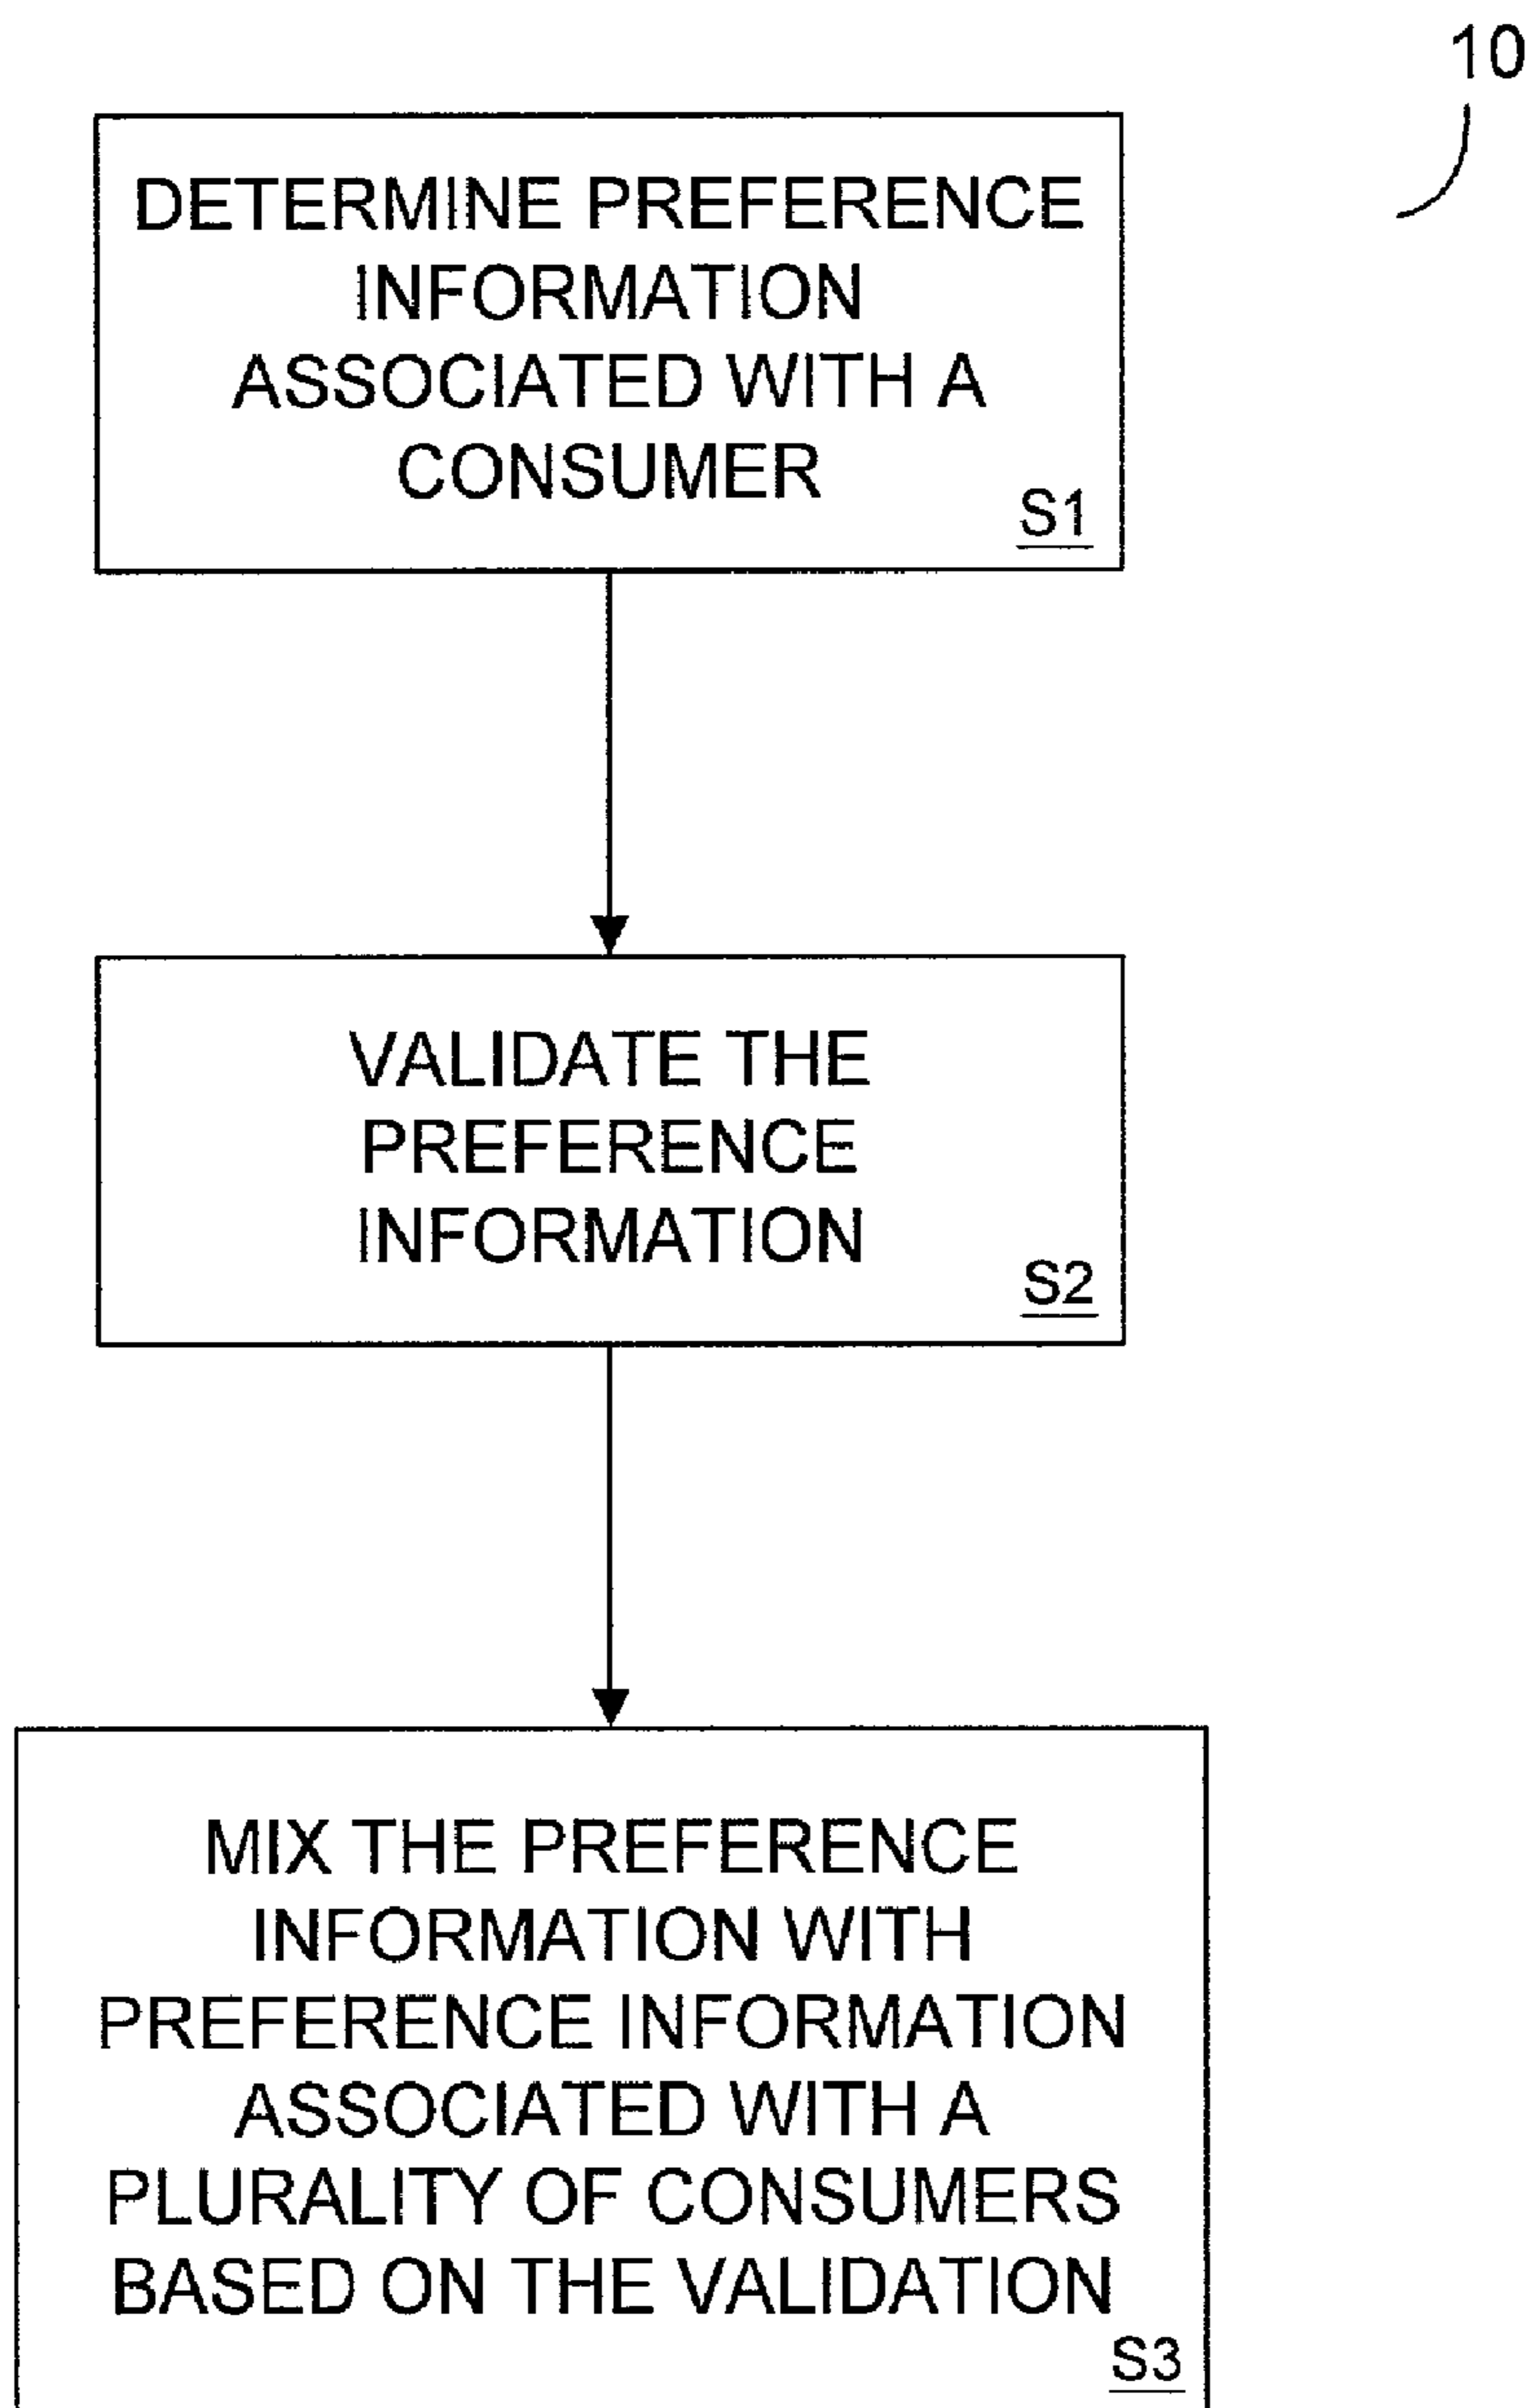 10
DETERMINE PREFERENCE
INFORMATION
ASSOCIATED WITH A
CONSUMER
S1
VALIDATE THE
PREFERENCE
INFORMATION
S2
MIX THE PREFERENCE
INFORMATION WITH
PREFERENCE INFORMATION
ASSOCIATED WITH A
PLURALITY OF CONSUMERS
BASED ON THE VALIDATION
S3